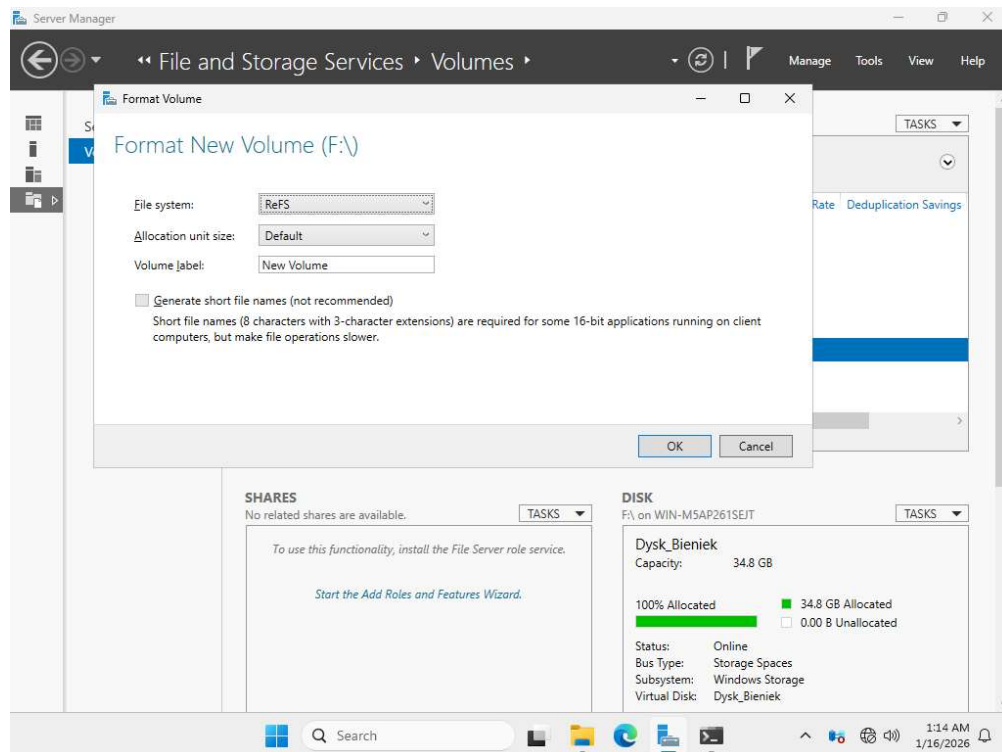 Server Manager
File and Storage Services
Volumes
Manage
Tools
View
Help
Format Volume
TASKS
Format New Volume (F:\)
File system:
ReFS
Rate
Deduplication Savings
Allocation unit size:
Default
Volume label:
New Volume
Generate short file names (not recommended)
Short file names (8 characters with 3-character extensions) are required for some 16-bit applications running on client
computers, but make file operations slower.
OK
Cancel
SHARES
No related shares are available.
TASKS
To use this functionality, install the File Server role service.
Start the Add Roles and Features Wizard.
DISK
F:\ on WIN-M5AP261SEJT
TASKS
Dysk_Bieniek
Capacity: 34.8 GB
100% Allocated
34.8 GB Allocated
0.00 B Unallocated
Status: Online
Bus Type: Storage Spaces
Subsystem: Windows Storage
Virtual Disk: Dysk_Bieniek
Search
1:14 AM
1/16/2026